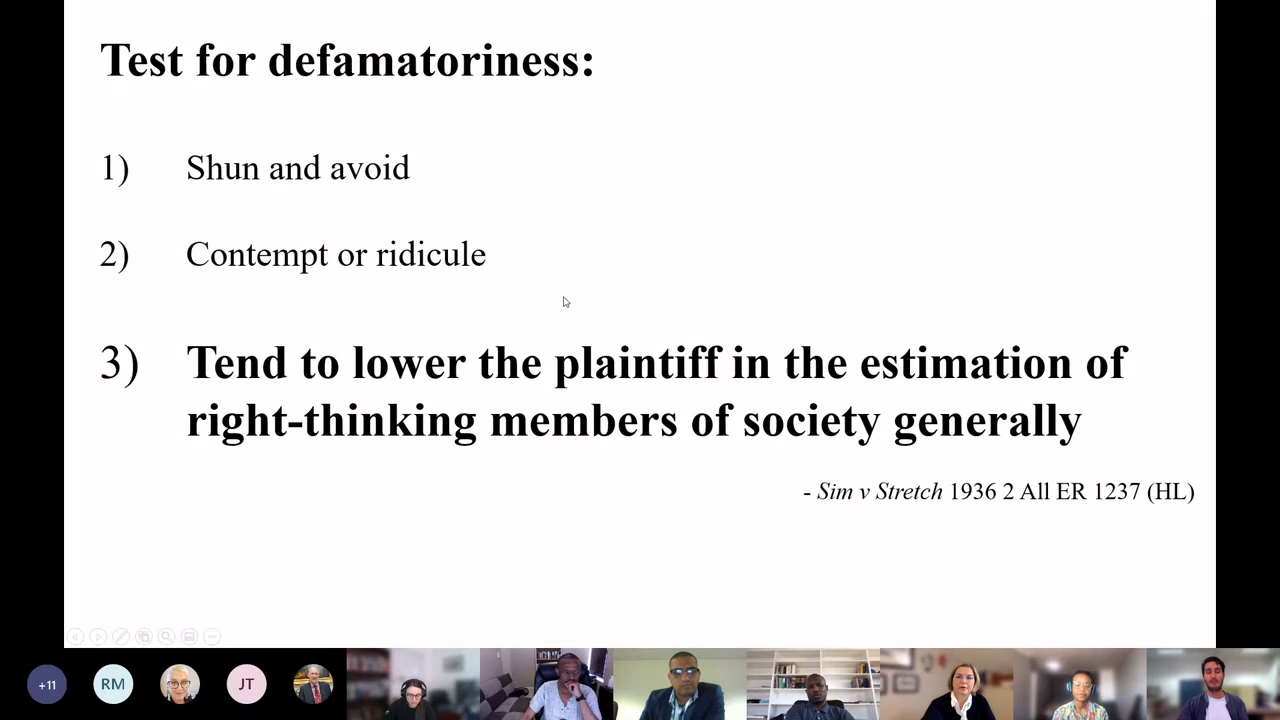 Test for defamatoriness:
1) Shun and avoid
2) Contempt or ridicule
3) Tend to lower the plaintiff in the estimation of
right-thinking members of society generally
- Sim v Stretch 1936 2 All ER 1237 (HL)
+11 RM JT